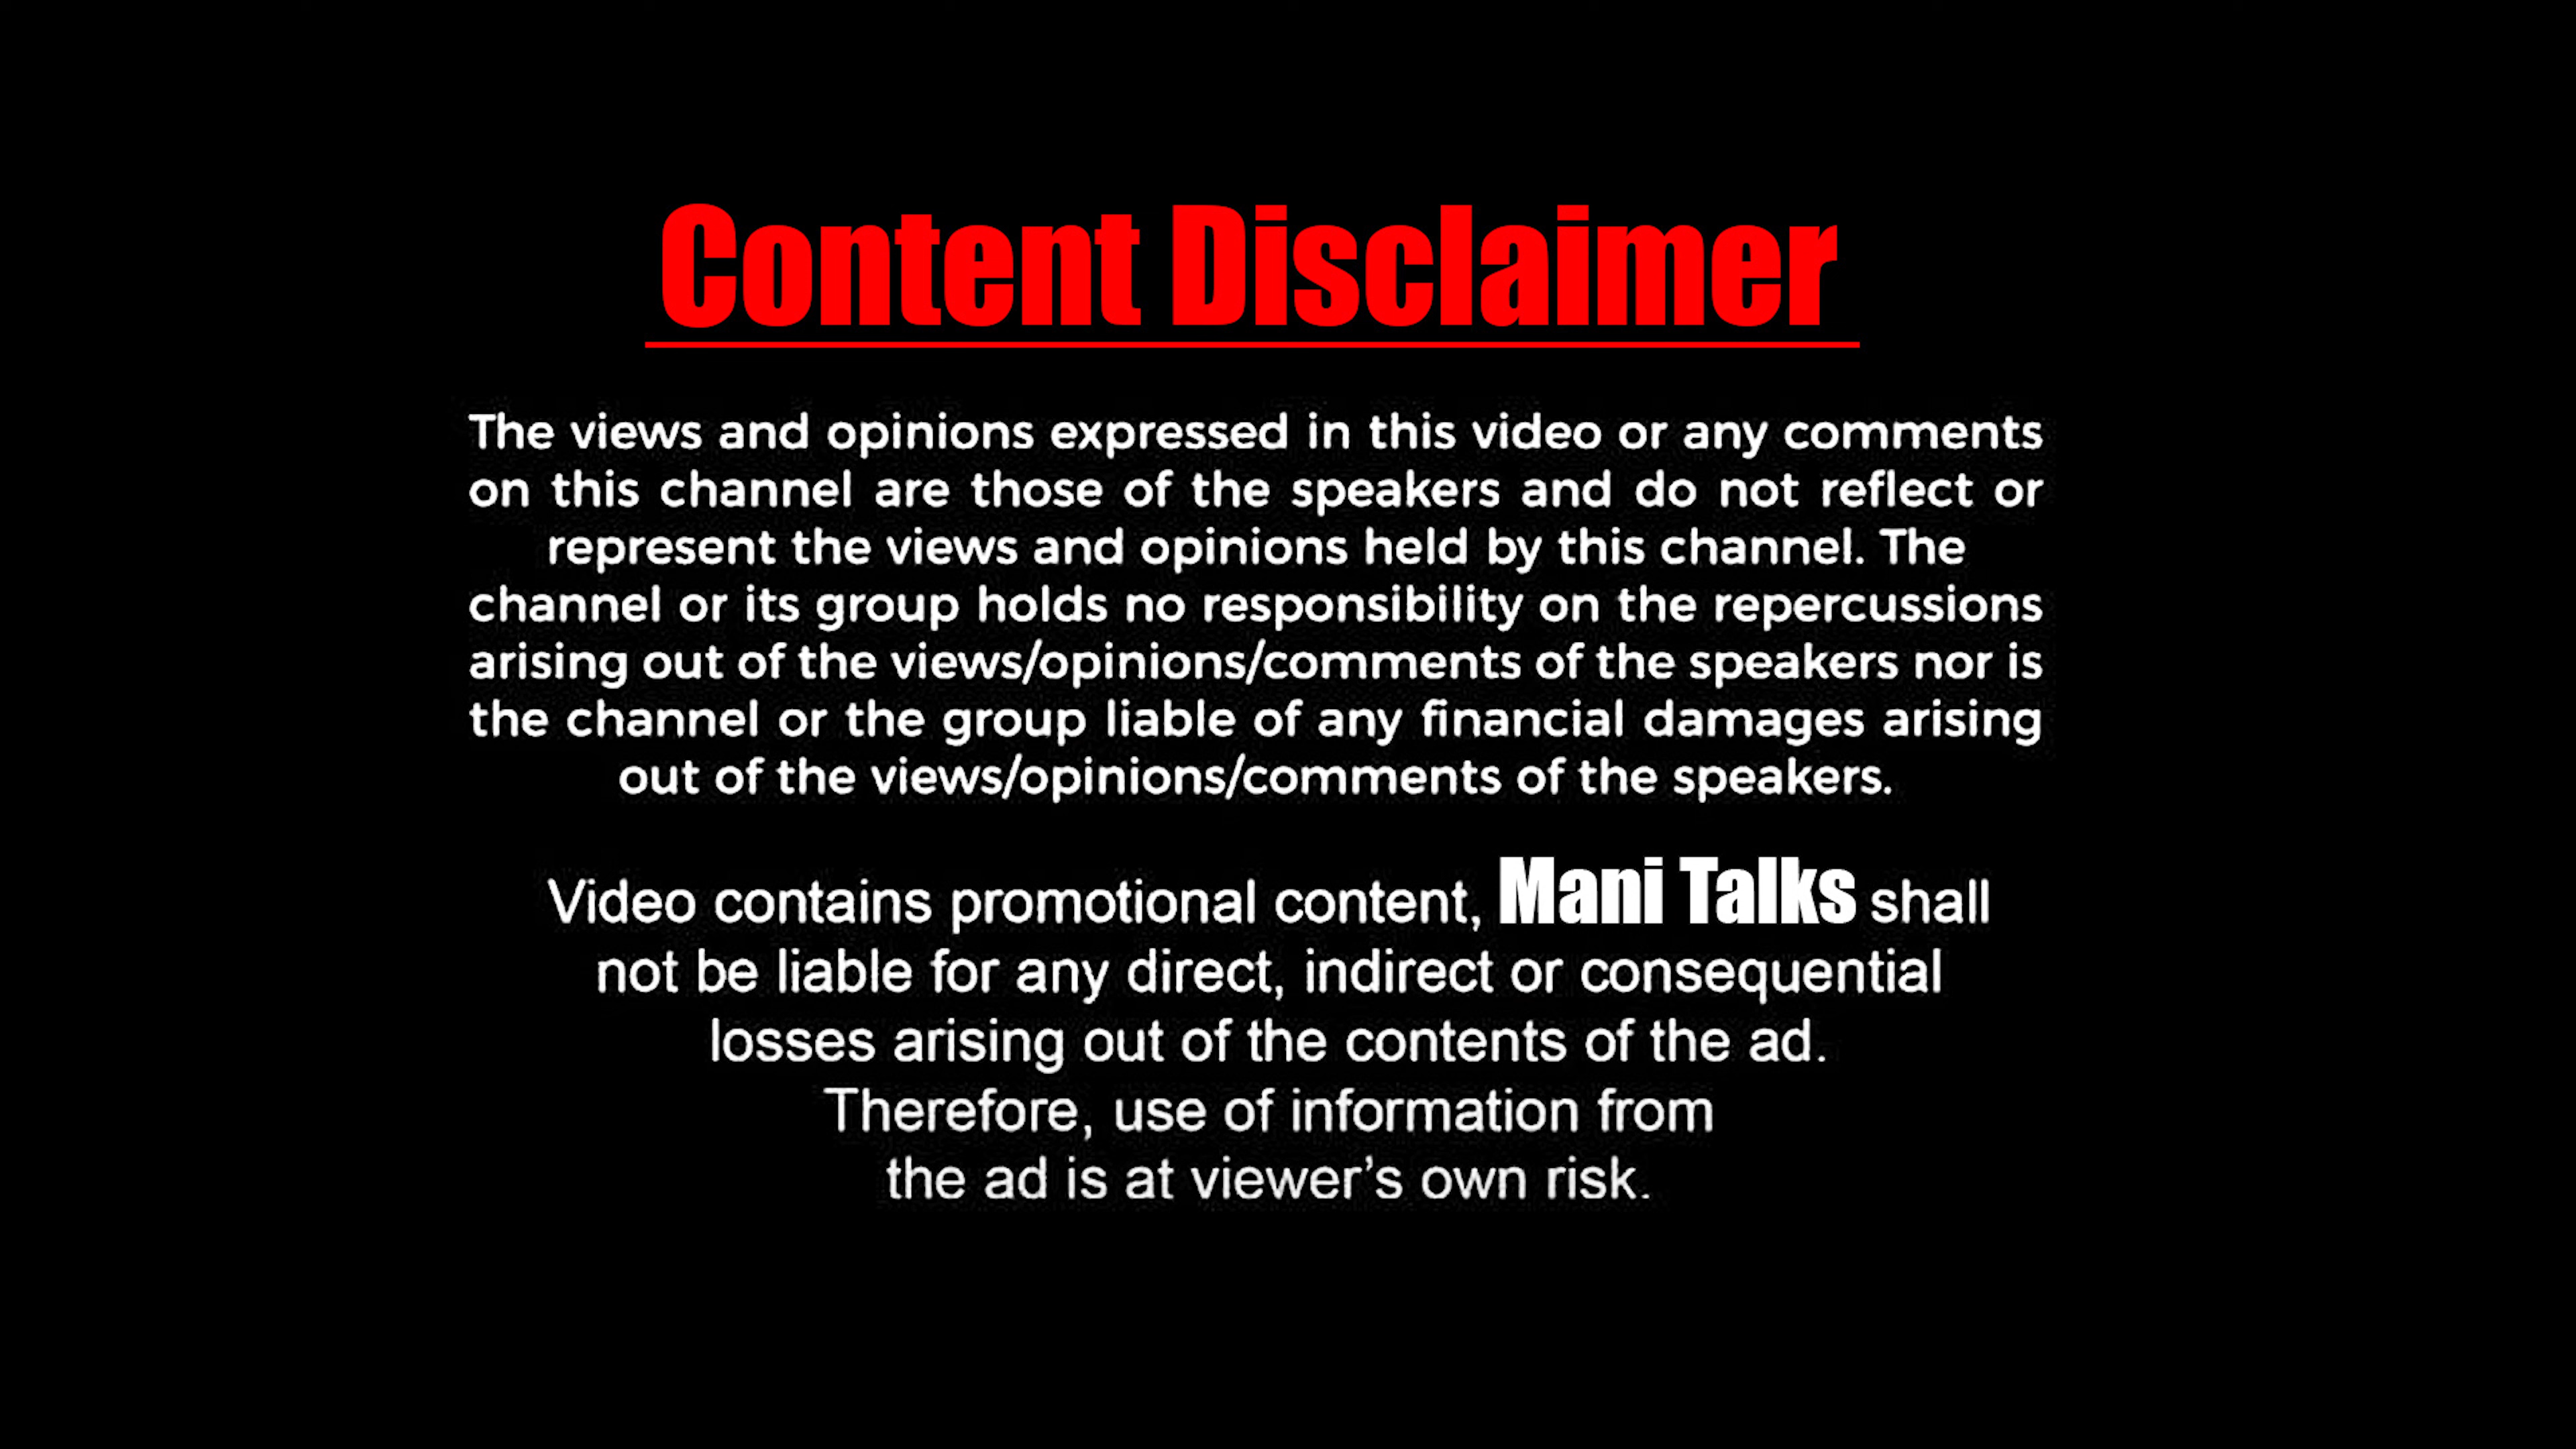 Content Disclaimer
The views and opinions expressed in this video or any comments
on this channel are those of the speakers and do not reflect or
represent the views and opinions held by this channel. The
channel or its group holds no responsibility on the repercussions
arising out of the views/opinions/comments of the speakers nor is
the channel or the group liable of any financial damages arising
out of the views/opinions/comments of the speakers.
Video contains promotional content, Mani Talks shall
not be liable for any direct, indirect or consequential
losses arising out of the contents of the ad.
Therefore, use of information from
the ad is at viewer’s own risk.